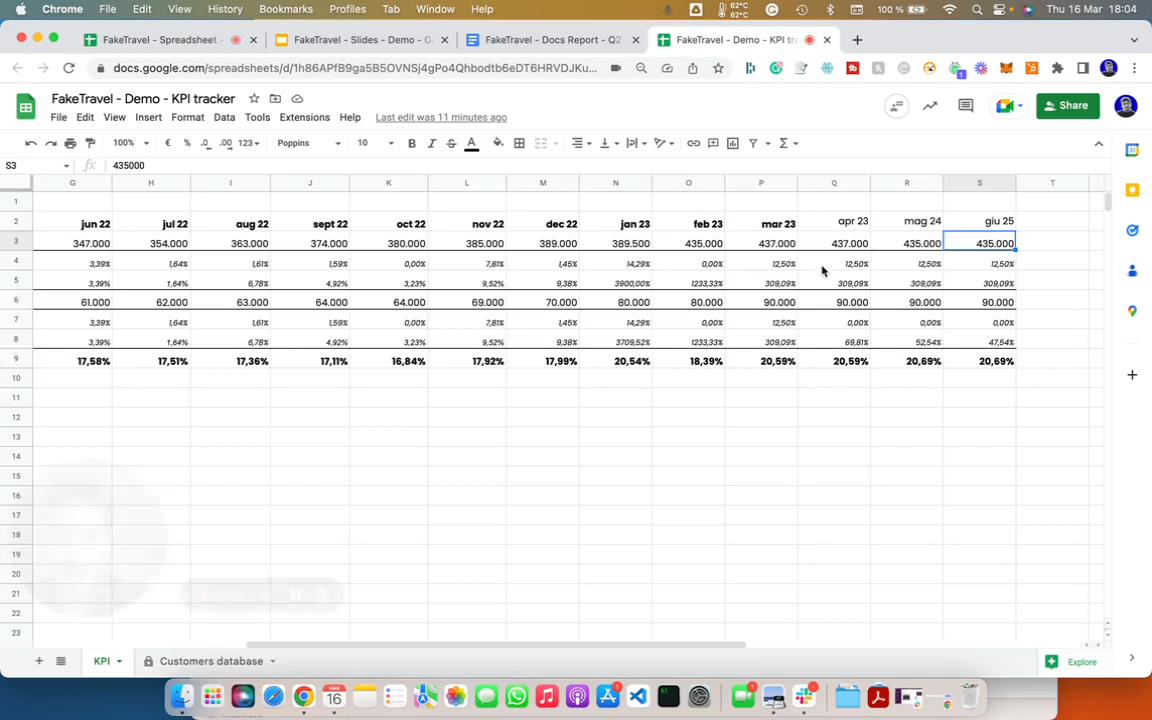 Chrome File Edit View History Bookmarks Profiles Tab Window Help 62°C 62°C 100 % Thu 16 Mar 18:04
FakeTravel - Spreadsheet - FakeTravel - Slides - Demo - G FakeTravel - Docs Report - Q2 FakeTravel - Demo - KPI tr
docs.google.com/spreadsheets/d/1h86APfB9ga5B5OVNSj4gPo4Qhbodtb6eDT6HRVDJKu...
FakeTravel - Demo - KPI tracker
Share
File Edit View Insert Format Data Tools Extensions Help Last edit was 11 minutes ago
100% € % .0 .00 123 Poppins 10 B I S A Σ
S3 fx 435000
G H I J K L M N O P Q R S T
1
2 jun 22 jul 22 aug 22 sept 22 oct 22 nov 22 dec 22 jan 23 feb 23 mar 23 apr 23 mag 24 giu 25
3 347.000 354.000 363.000 374.000 380.000 385.000 389.000 389.500 435.000 437.000 437.000 435.000 435.000
4 3,39% 1,64% 1,61% 1,59% 0,00% 7,81% 1,45% 14,29% 0,00% 12,50% 12,50% 12,50% 12,50%
5 3,39% 1,64% 6,78% 4,92% 3,23% 9,52% 9,38% 3900,00% 1233,33% 309,09% 309,09% 309,09% 309,09%
6 61.000 62.000 63.000 64.000 64.000 69.000 70.000 80.000 80.000 90.000 90.000 90.000 90.000
7 3,39% 1,64% 1,61% 1,59% 0,00% 7,81% 1,45% 14,29% 0,00% 12,50% 0,00% 0,00% 0,00%
8 3,39% 1,64% 6,78% 4,92% 3,23% 9,52% 9,38% 3709,52% 1233,33% 309,09% 69,81% 52,54% 47,54%
9 17,58% 17,51% 17,36% 17,11% 16,84% 17,92% 17,99% 20,54% 18,39% 20,59% 20,59% 20,69% 20,69%
10
11
12
13
14
15
16
17
18
19
20
21
22
23
KPI Customers database Explore